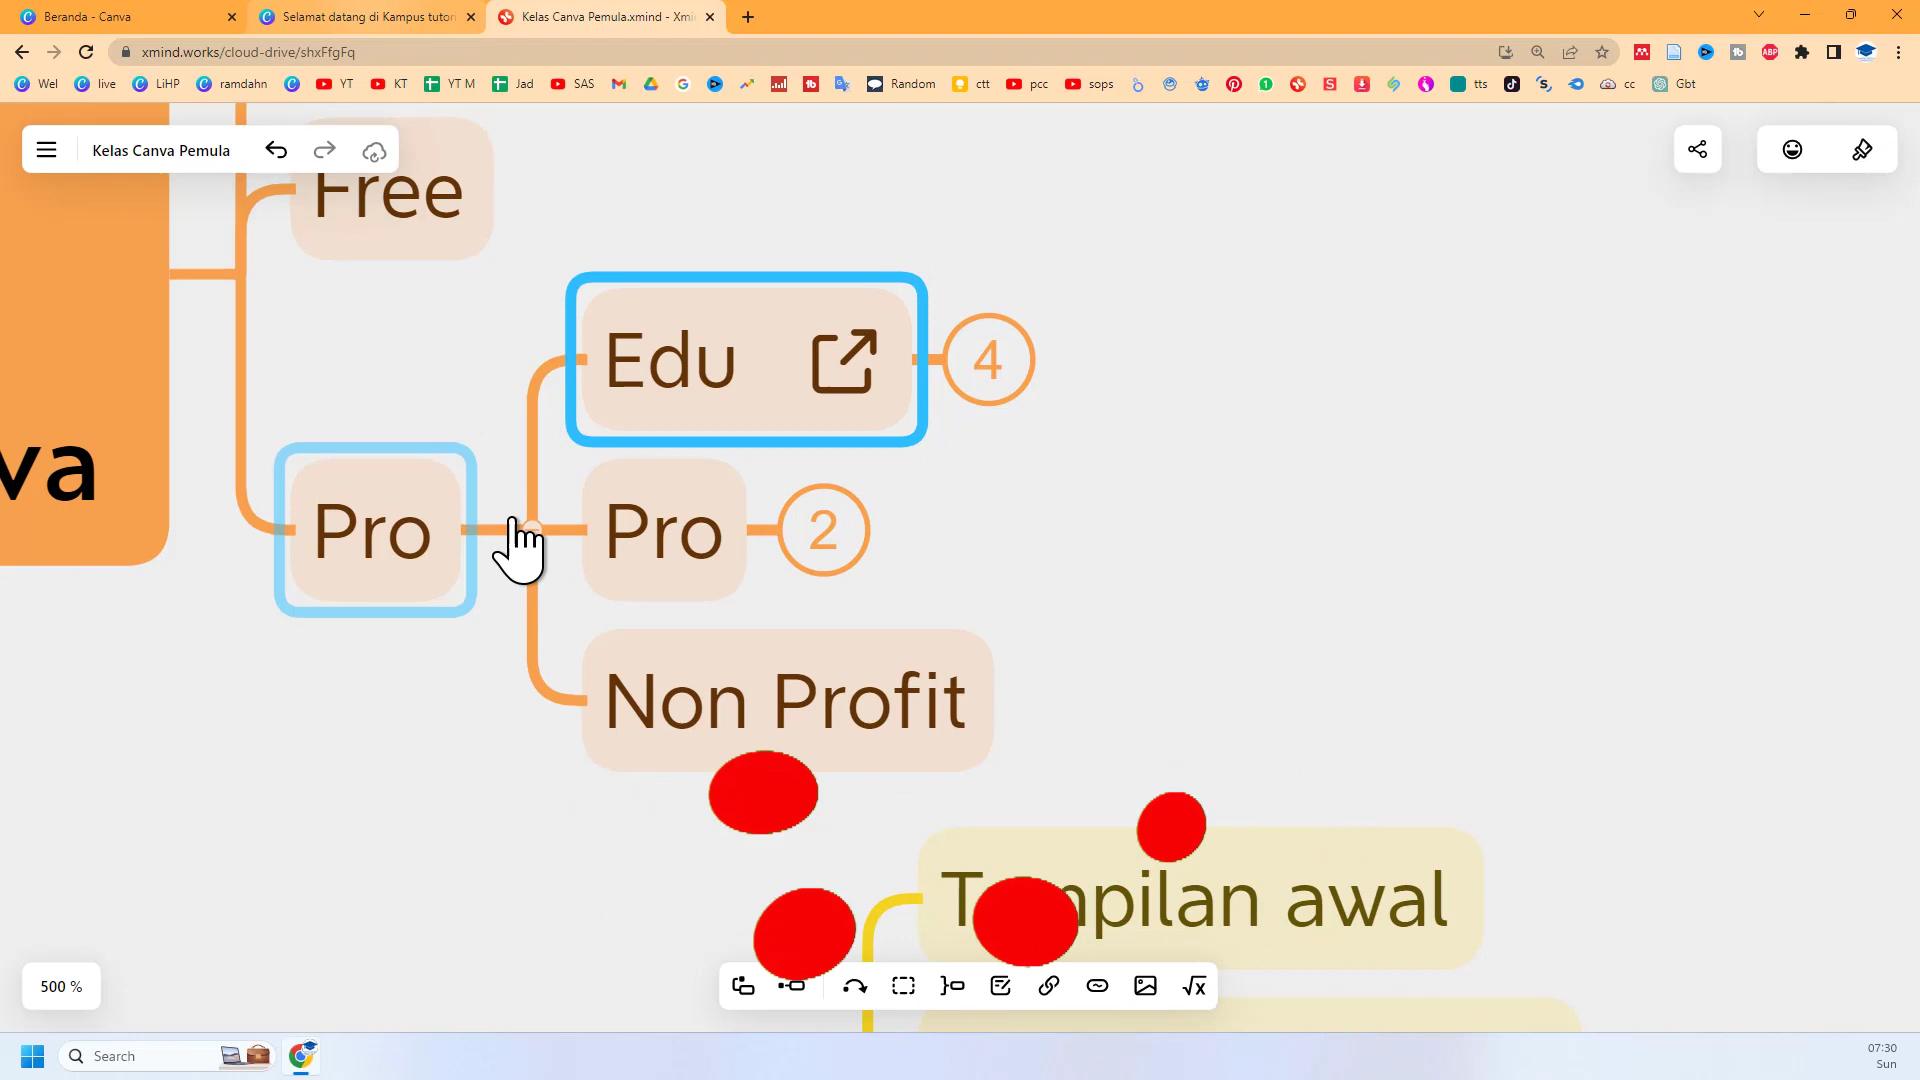 Beranda - Canva
Selamat datang di Kampus tutori
Kelas Canva Pemula.xmind - Xmi
xmind.works/cloud-drive/shxFfgFq
Wel live LiHP ramdahn YT KT YT M Jad SAS Random ctt pcc sops tts cc Gbt
Kelas Canva Pemula
Free
Edu 4
va
Pro Pro 2
Non Profit
awal
500 %
Search
07:30
Sun